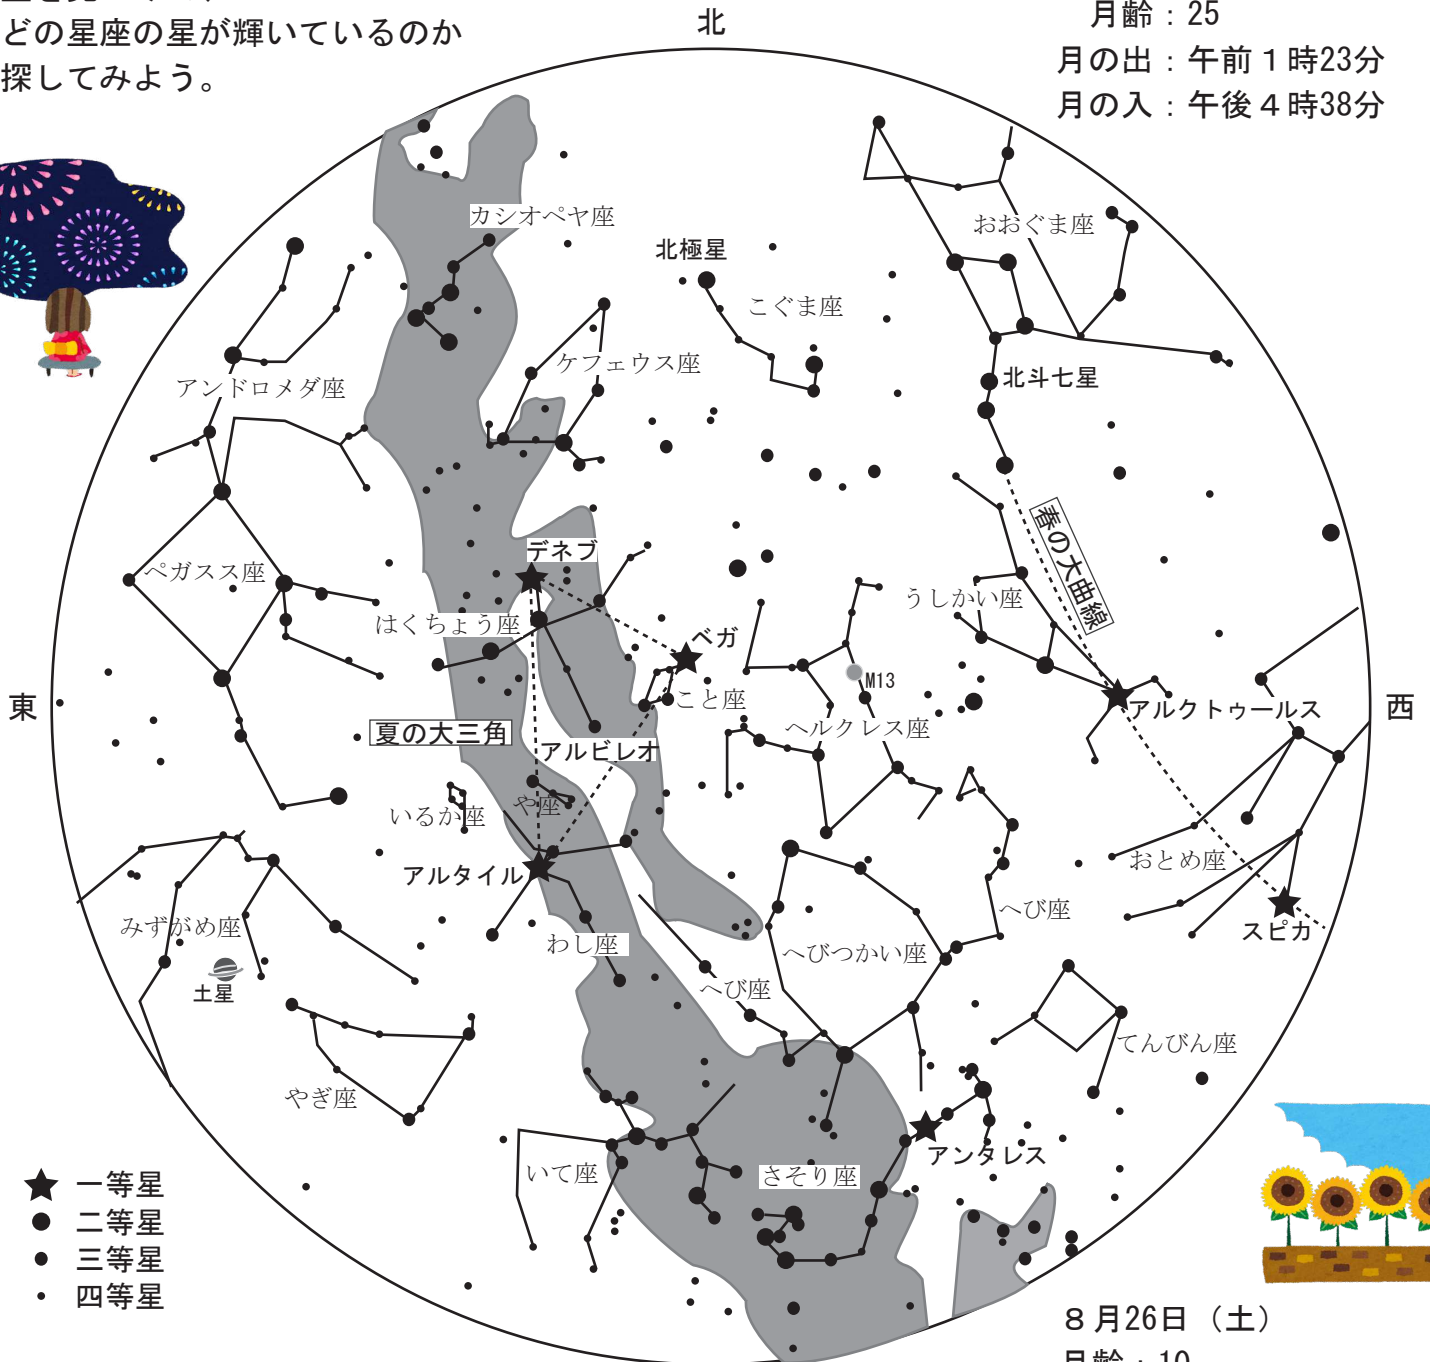 どの星座の星が輝いているのか
探してみよう。
北
月齢：25
月の出：午前１時23分
月の入：午後４時38分
カシオペヤ座
北極星
こぐま座
おおぐま座
ケフェウス座
アンドロメダ座
北斗七星
春の大曲線
デネブ
ペガスス座
はくちょう座
うしかい座
ベガ
M13
こと座
東
西
アルクトゥールス
ヘルクレス座
夏の大三角
アルビレオ
や座
いるか座
アルタイル
おとめ座
へび座
スピカ
みずがめ座
わし座
へびつかい座
土星
へび座
てんびん座
やぎ座
アンタレス
いて座
さそり座
一等星
二等星
三等星
四等星
８月26日（土）
月齢：10